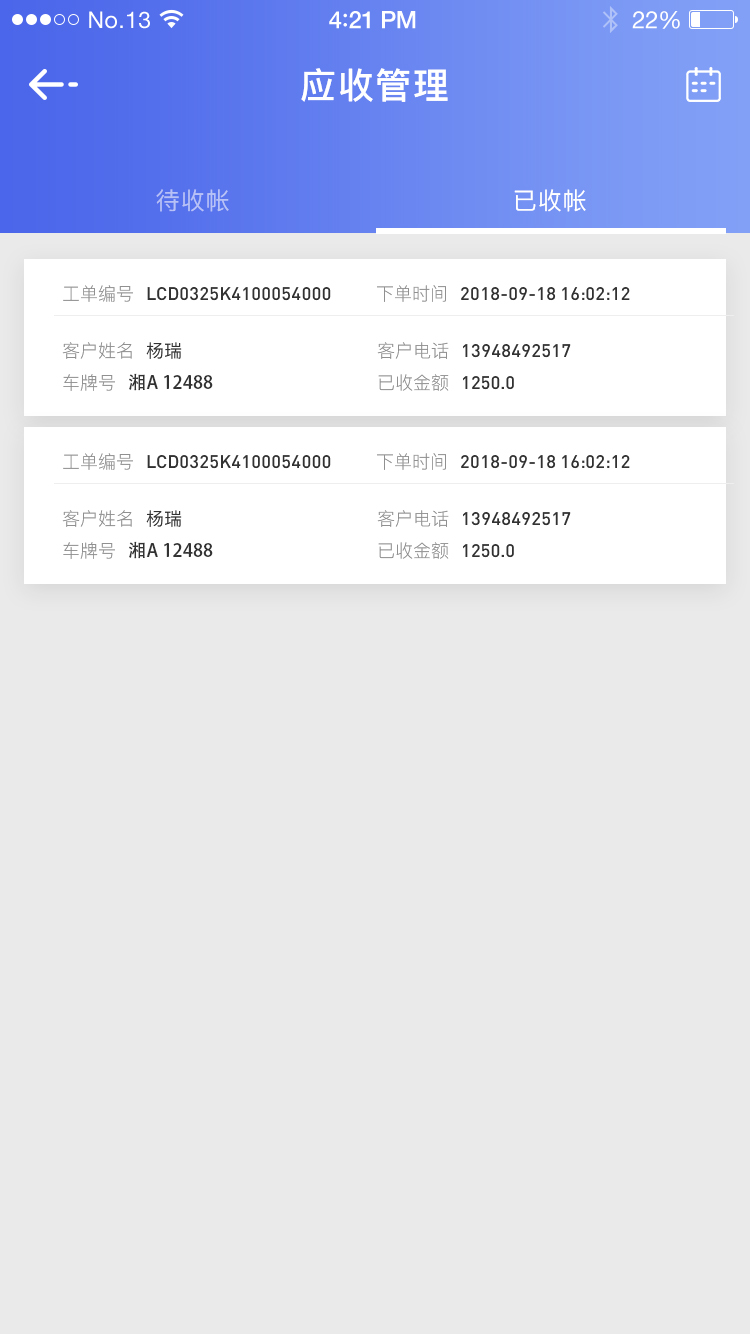 No.13 4:21 PM 22%
应收管理
待收帐 已收帐
工单编号 LCD0325K4100054000 下单时间 2018-09-18 16:02:12
客户姓名 杨瑞 客户电话 13948492517
车牌号 湘A 12488 已收金额 1250.0
工单编号 LCD0325K4100054000 下单时间 2018-09-18 16:02:12
客户姓名 杨瑞 客户电话 13948492517
车牌号 湘A 12488 已收金额 1250.0